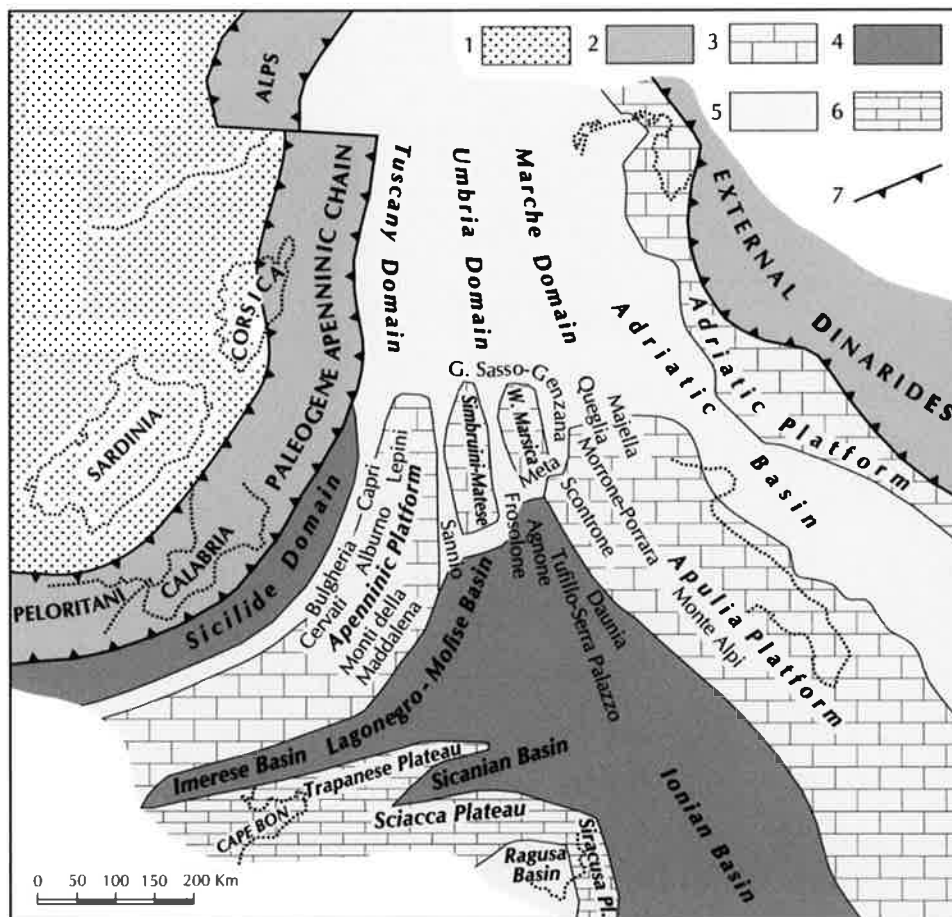 1
2
3
4
5
6
7
ALPS
PALEOGENE APENNINIC CHAIN
CORSICA
SARDINIA
CALABRIA
PELORITANI
Sicilide Domain
Tuscany Domain
Umbria Domain
Marche Domain
EXTERNAL DINARIDES
Adriatic Platform
Adriatic Basin
G. Sasso-Genzana
Simbruini-Matese
W. Marsica
Meta
Queglia
Majella
Morrone-Porrara
Scontrone
Capri
Lepini
Bulgheria
Alburno
Cervati
Apenninic Platform
Monti della
Maddalena
Sannio
Frosolone
Agnone
Tufillo-Serra Palazzo
Daunia
Apulia Platform
Monte Alpi
Lagonegro-Molise Basin
Imerese Basin
Trapanese Plateau
Sicanian Basin
CAPE BON
Sciacca Plateau
Ionian Basin
Siracusa Pl.
Ragusa
Basin
0 50 100 150 200 Km